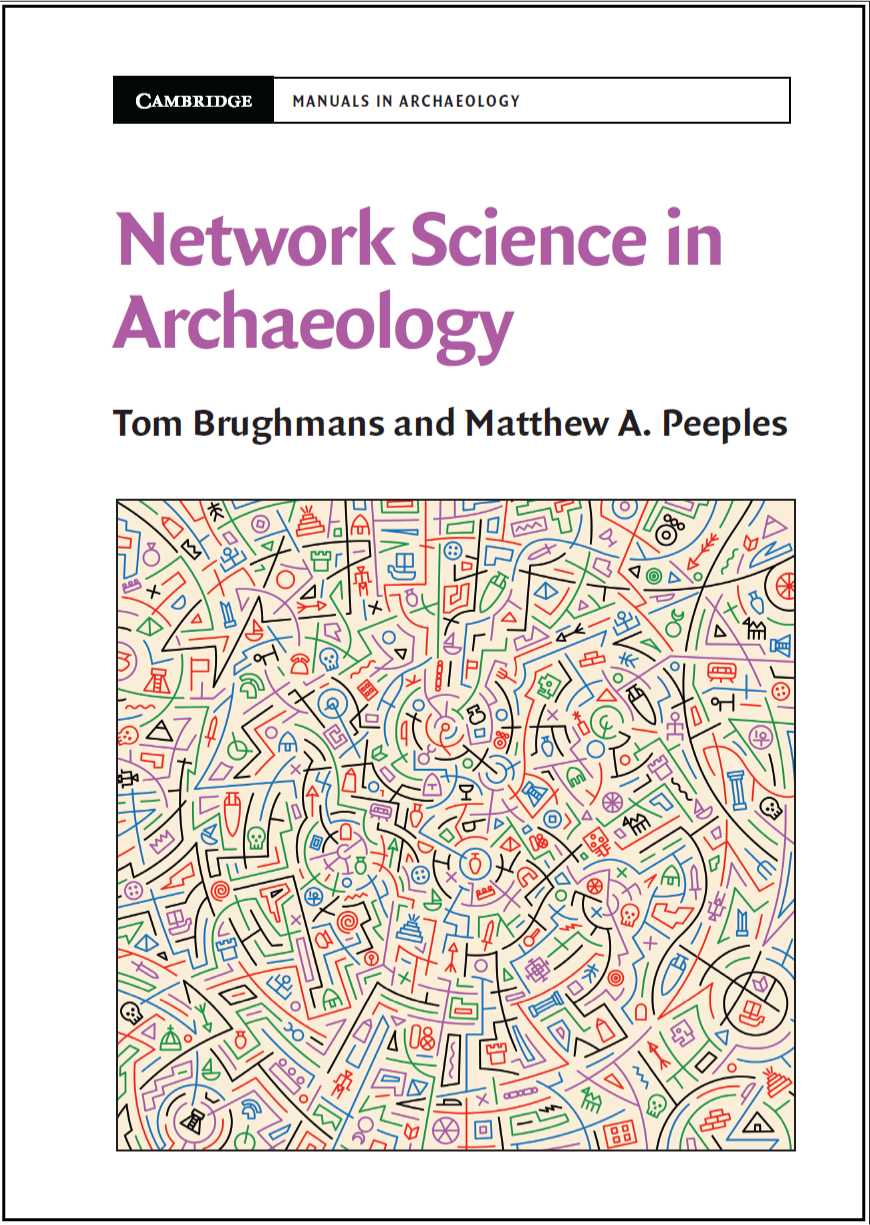 CAMBRIDGE MANUALS IN ARCHAEOLOGY
Network Science in
Archaeology
Tom Brughmans and Matthew A. Peeples